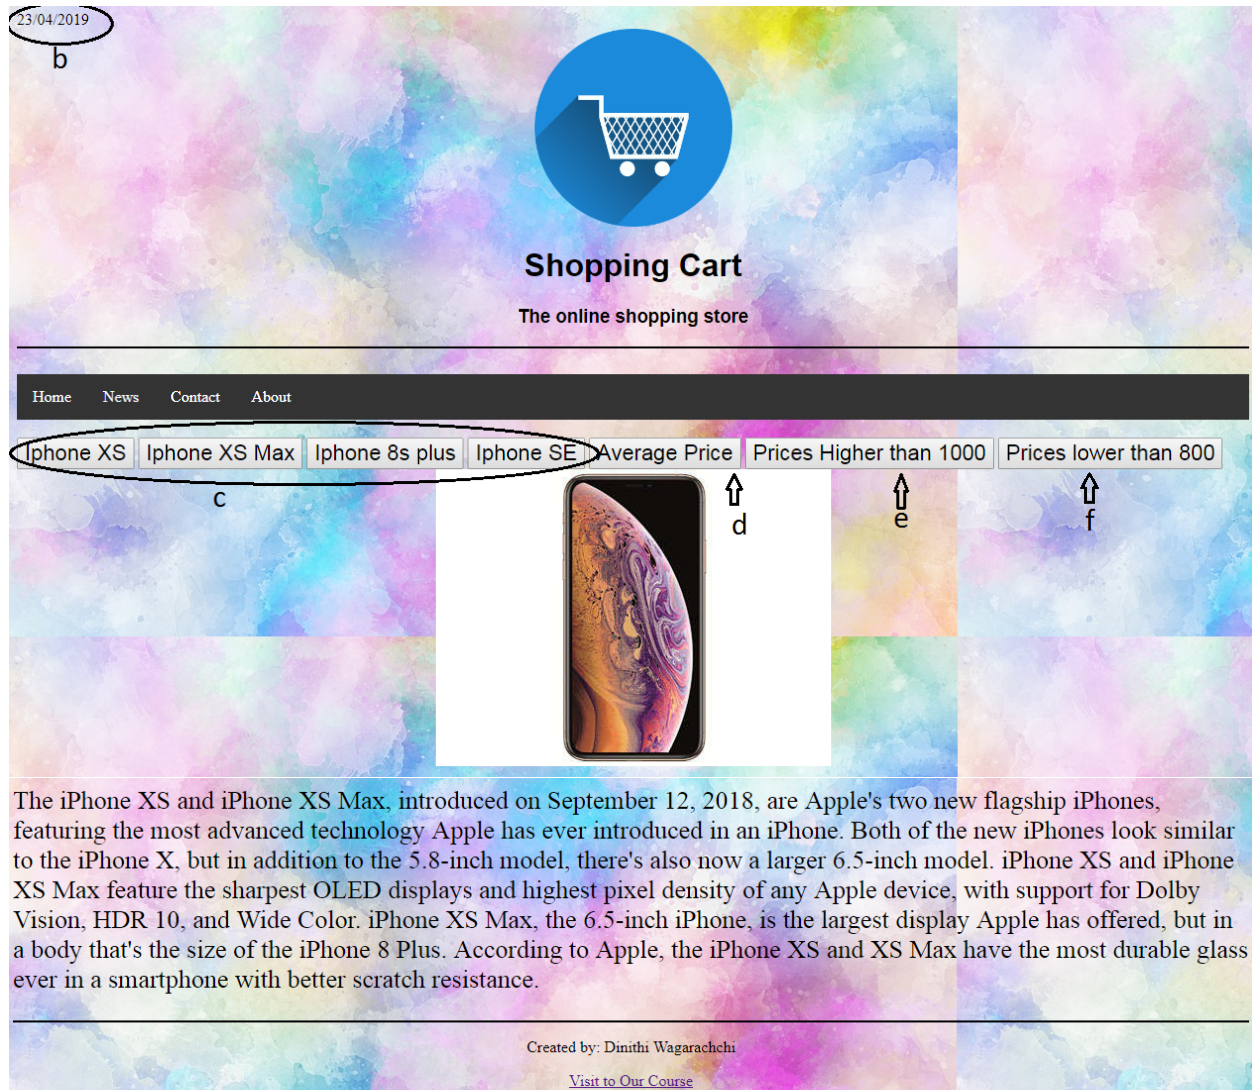 23/04/2019
b
Shopping Cart
The online shopping store
Home News Contact About
Iphone XS Iphone XS Max Iphone 8s plus Iphone SE Average Price Prices Higher than 1000 Prices lower than 800
c d e f
The iPhone XS and iPhone XS Max, introduced on September 12, 2018, are Apple's two new flagship iPhones,
featuring the most advanced technology Apple has ever introduced in an iPhone. Both of the new iPhones look similar
to the iPhone X, but in addition to the 5.8-inch model, there's also now a larger 6.5-inch model. iPhone XS and iPhone
XS Max feature the sharpest OLED displays and highest pixel density of any Apple device, with support for Dolby
Vision, HDR 10, and Wide Color. iPhone XS Max, the 6.5-inch iPhone, is the largest display Apple has offered, but in
a body that's the size of the iPhone 8 Plus. According to Apple, the iPhone XS and XS Max have the most durable glass
ever in a smartphone with better scratch resistance.
Created by: Dinithi Wagarachchi
Visit to Our Course